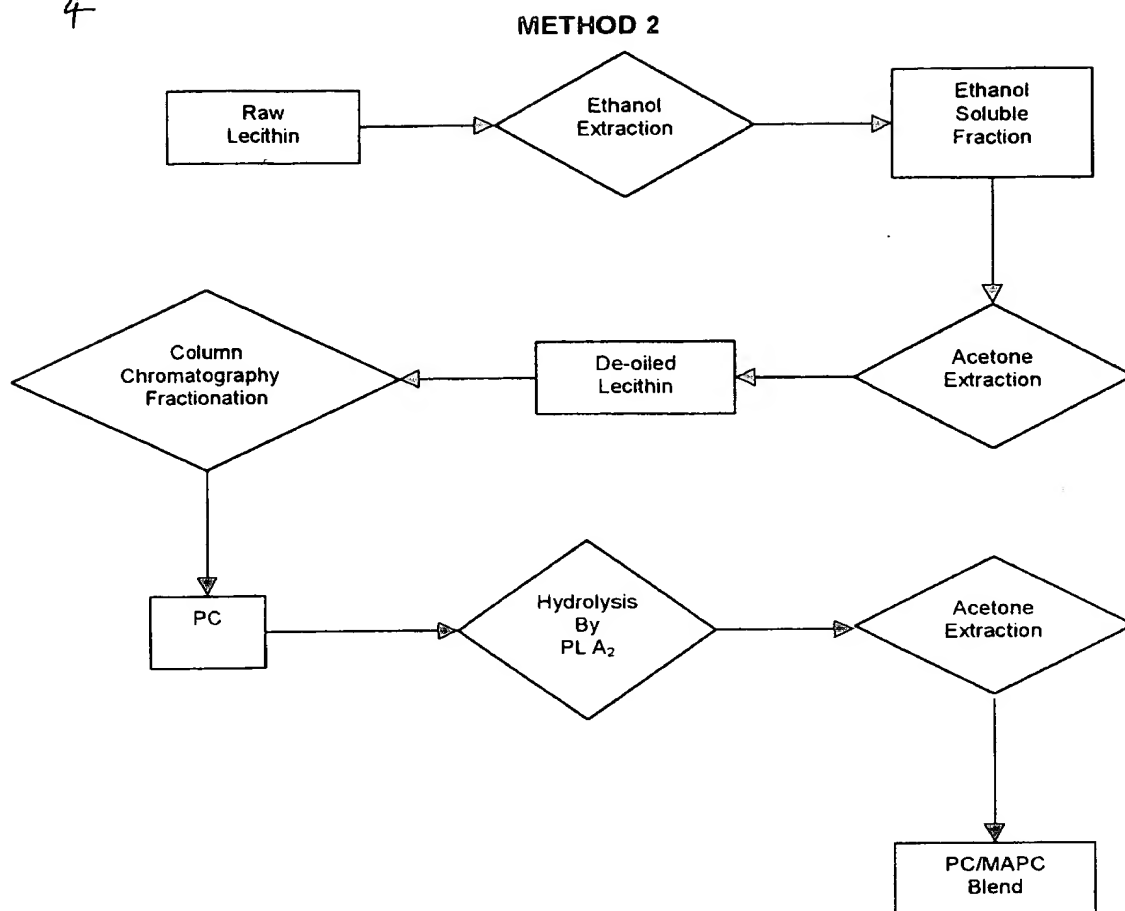 4
METHOD 2
Raw
Lecithin
Ethanol
Extraction
Ethanol
Soluble
Fraction
Acetone
Extraction
De-oiled
Lecithin
Column
Chromatography
Fractionation
PC
Hydrolysis
By
PL A₂
Acetone
Extraction
PC/MAPC
Blend